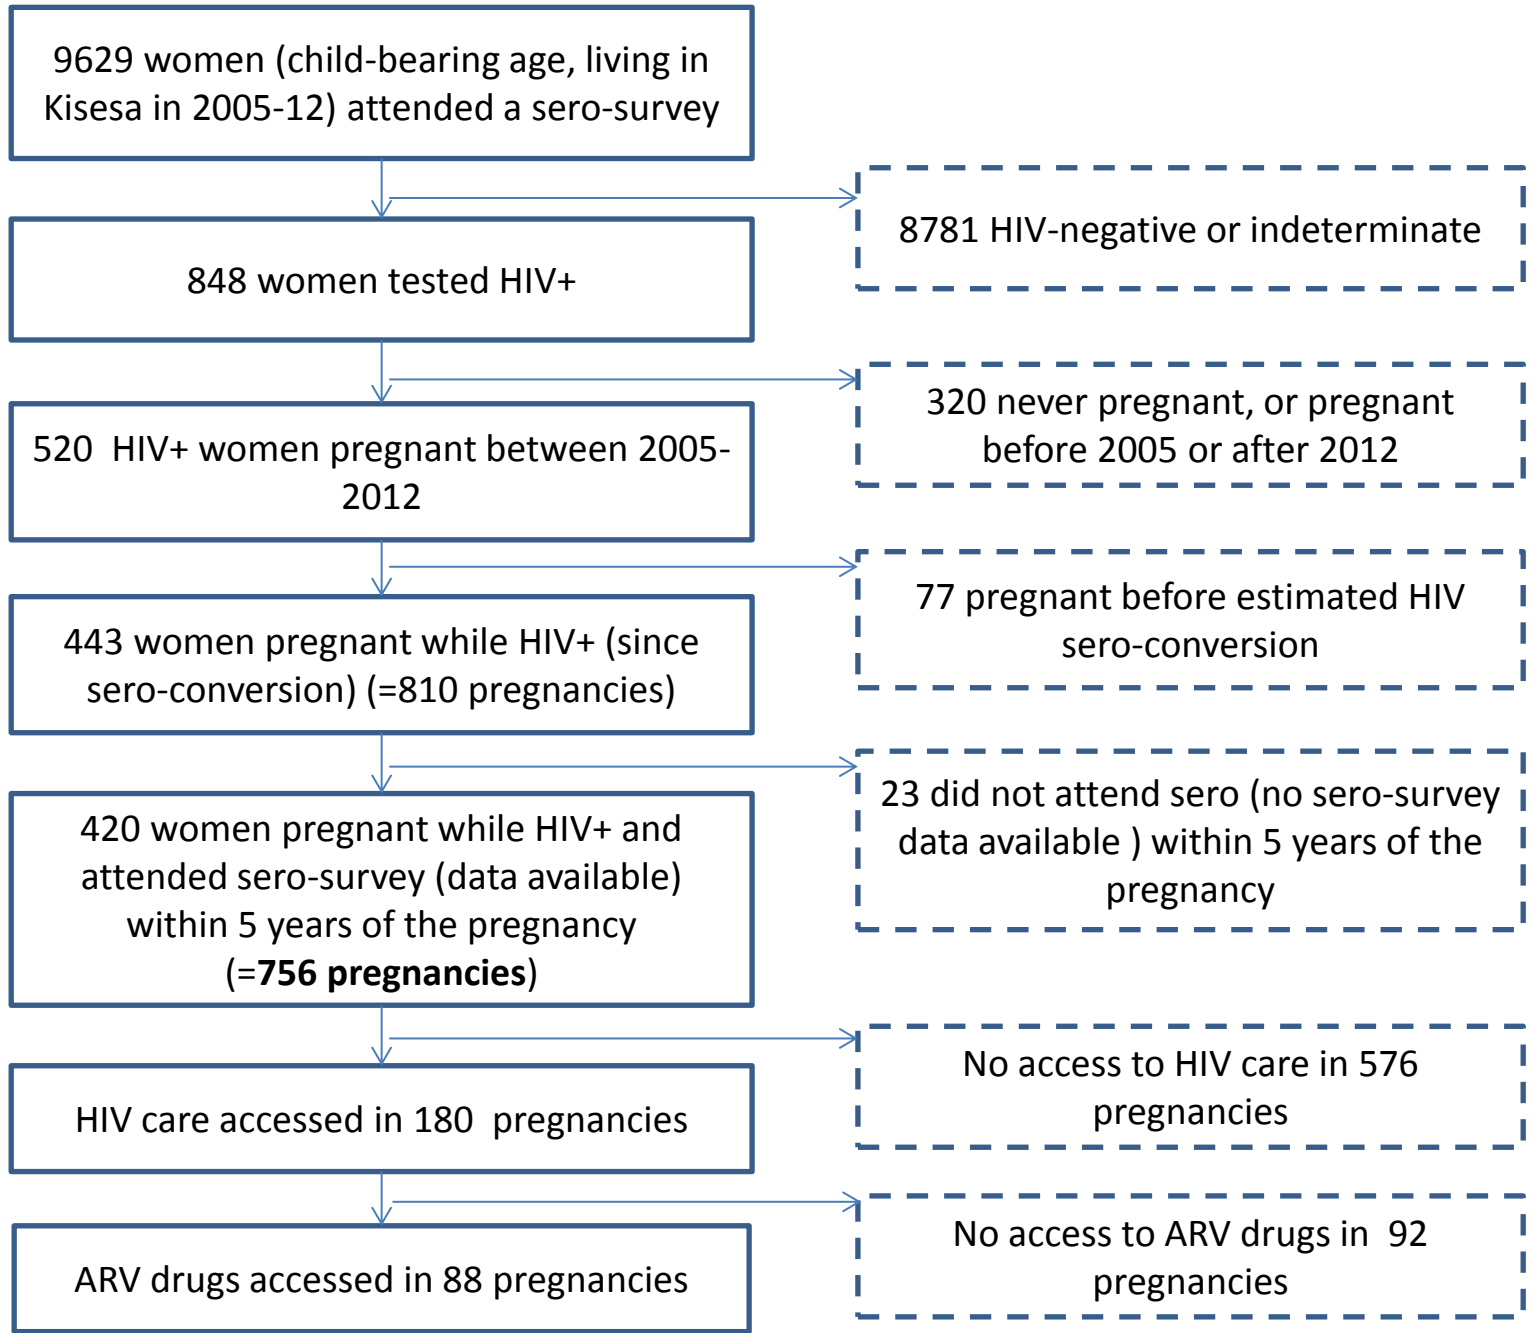 9629 women (child-bearing age, living in
Kisesa in 2005-12) attended a sero-survey
8781 HIV-negative or indeterminate
848 women tested HIV+
320 never pregnant, or pregnant
before 2005 or after 2012
520  HIV+ women pregnant between 2005-
2012
77 pregnant before estimated HIV
sero-conversion
443 women pregnant while HIV+ (since
sero-conversion) (=810 pregnancies)
23 did not attend sero (no sero-survey
data available ) within 5 years of the
pregnancy
420 women pregnant while HIV+ and
attended sero-survey (data available)
within 5 years of the pregnancy
(=756 pregnancies)
No access to HIV care in 576
pregnancies
HIV care accessed in 180  pregnancies
No access to ARV drugs in  92
pregnancies
ARV drugs accessed in 88 pregnancies